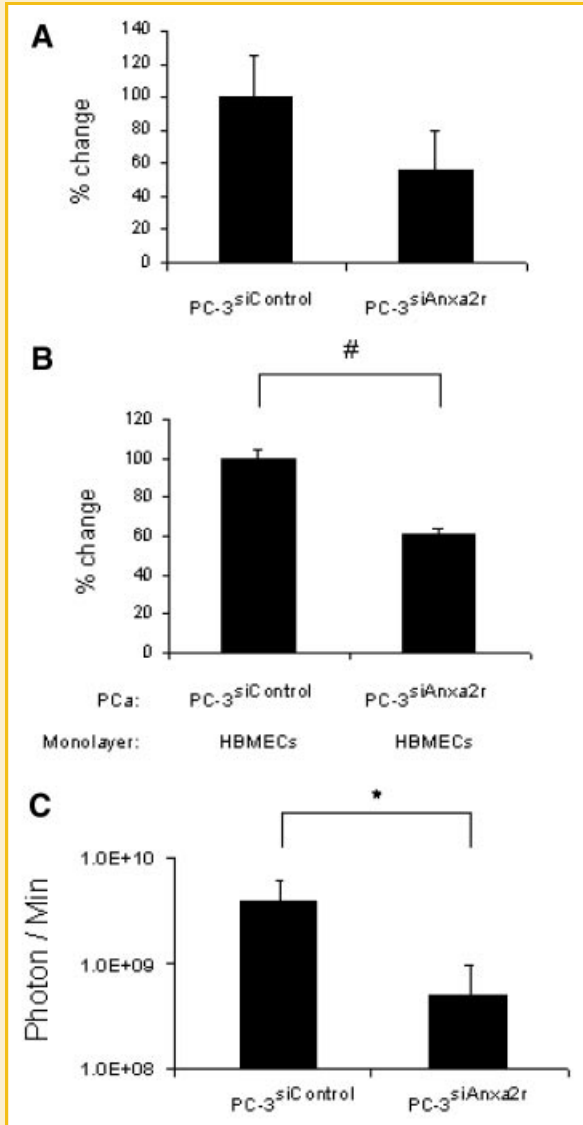 A
140
120
100
80
60
40
20
0
% change
PC-3siControl PC-3siAnxa2r
B
#
120
100
80
60
40
20
0
% change
PCa: PC-3siControl PC-3siAnxa2r
Monolayer: HBMECs HBMECs
C
*
1.0E+10
1.0E+09
1.0E+08
Photon / Min
PC-3siControl PC-3siAnxa2r